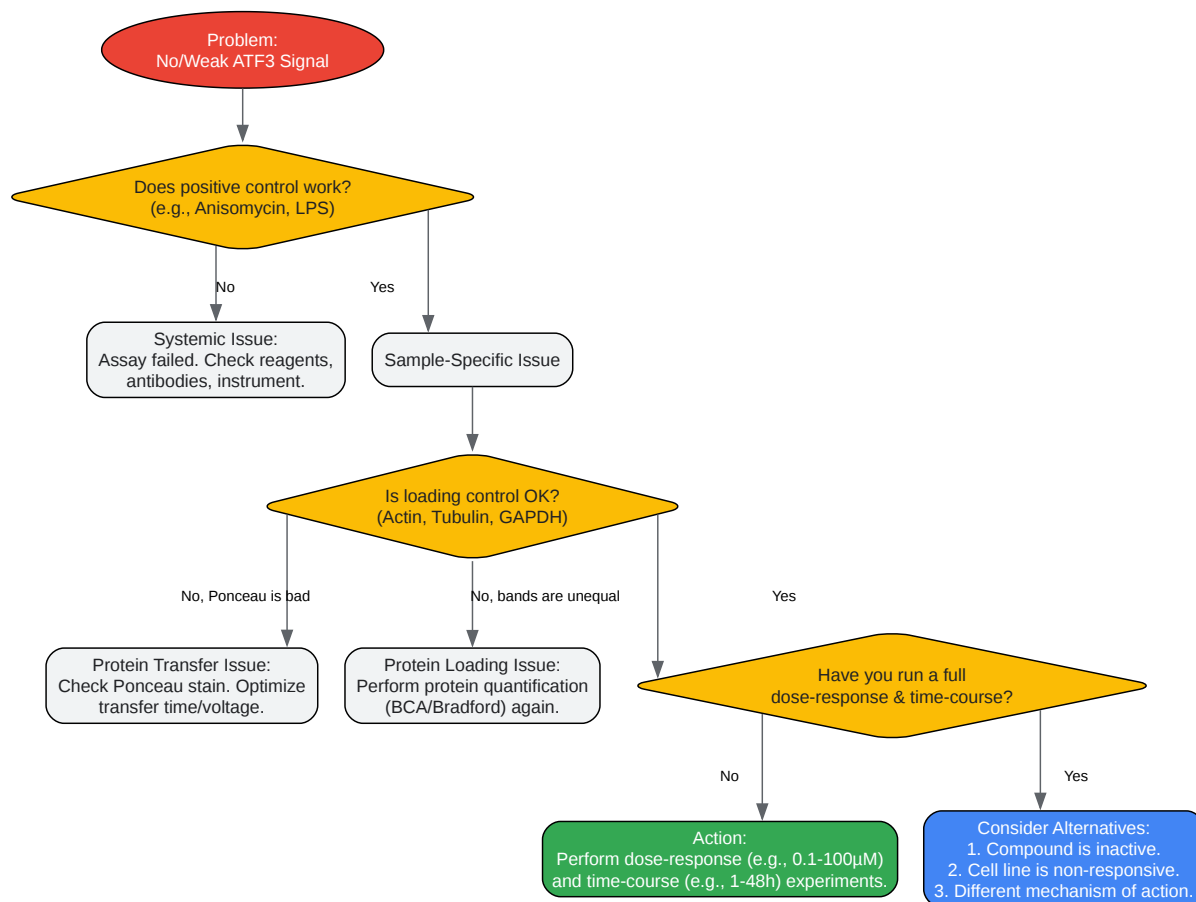 Problem:
No/Weak ATF3 Signal
Does positive control work?
(e.g., Anisomycin, LPS)
No
Yes
Systemic Issue:
Assay failed. Check reagents,
antibodies, instrument.
Sample-Specific Issue
Is loading control OK?
(Actin, Tubulin, GAPDH)
No, Ponceau is bad
No, bands are unequal
Yes
Protein Transfer Issue:
Check Ponceau stain. Optimize
transfer time/voltage.
Protein Loading Issue:
Perform protein quantification
(BCA/Bradford) again.
Have you run a full
dose-response & time-course?
No
Yes
Action:
Perform dose-response (e.g., 0.1-100µM)
and time-course (e.g., 1-48h) experiments.
Consider Alternatives:
1. Compound is inactive.
2. Cell line is non-responsive.
3. Different mechanism of action.